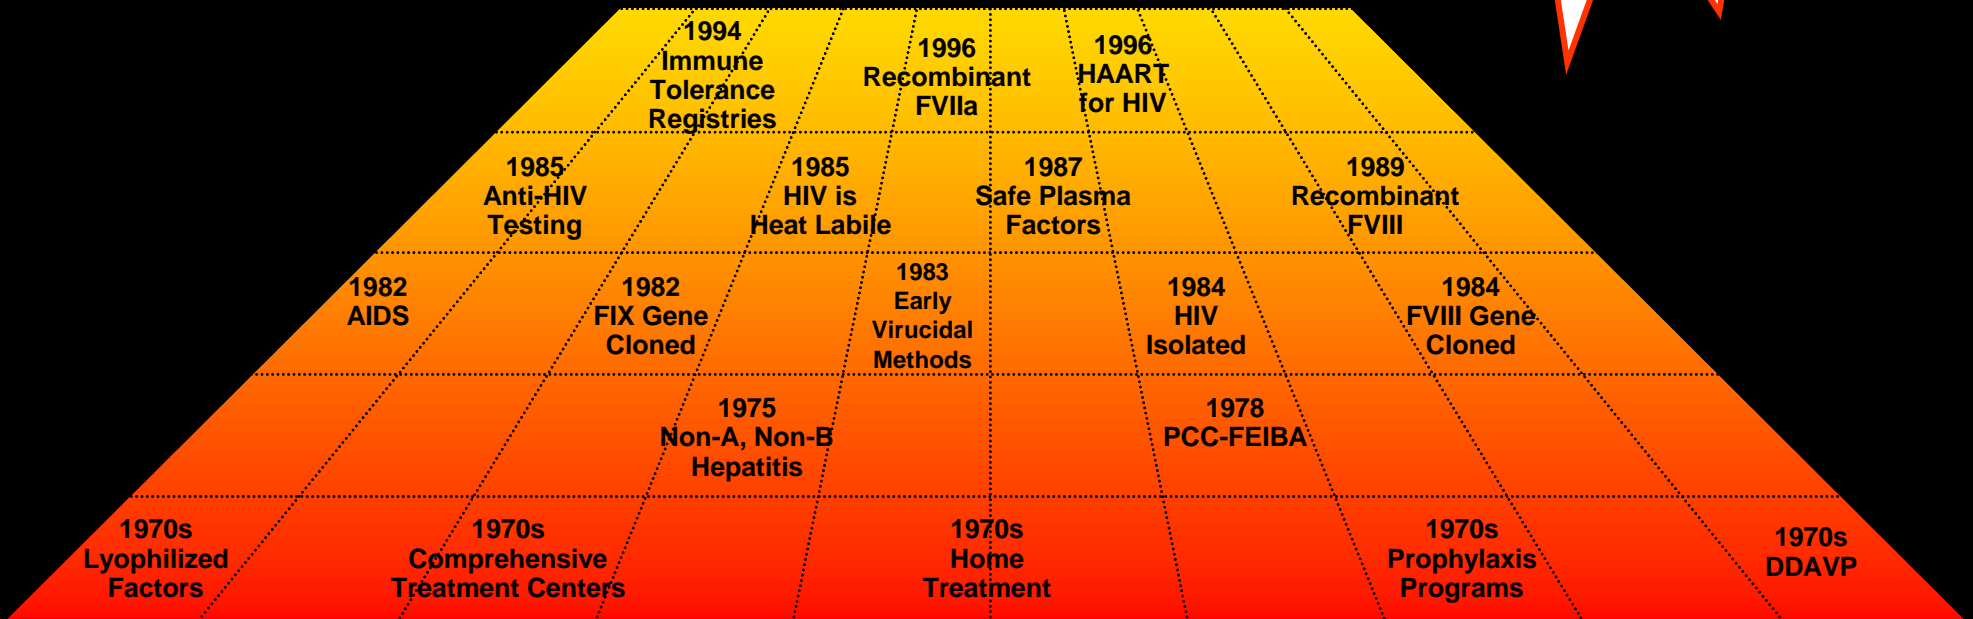 1994
Immune
Tolerance
Registries
1996
Recombinant
FVIIa
1996
HAART
for HIV
1985
Anti-HIV
Testing
1985
HIV is
Heat Labile
1987
Safe Plasma
Factors
1989
Recombinant
FVIII
1982
AIDS
1982
FIX Gene
Cloned
1983
Early
Virucidal
Methods
1984
HIV
Isolated
1984
FVIII Gene
Cloned
1975
Non-A, Non-B
Hepatitis
1978
PCC-FEIBA
1970s
Lyophilized
Factors
1970s
Comprehensive
Treatment Centers
1970s
Home
Treatment
1970s
Prophylaxis
Programs
1970s
DDAVP